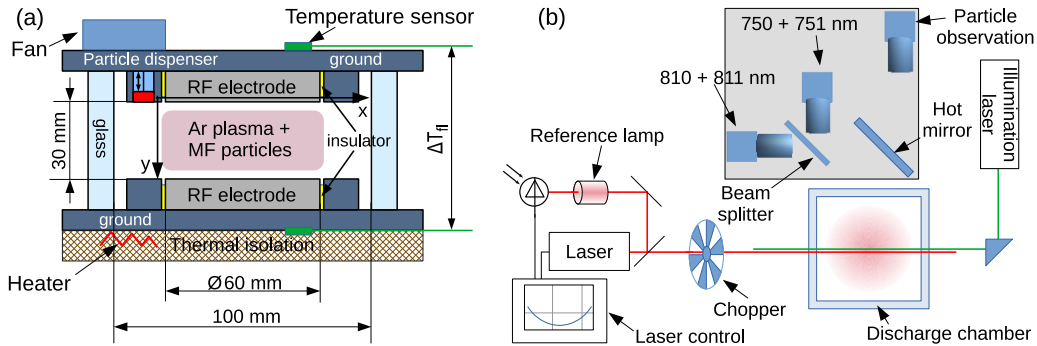 (a)
Fan
Temperature sensor
Particle dispenser
ground
RF electrode
x
30 mm
glass
Ar plasma +
MF particles
insulator
ΔT_fl
y
RF electrode
ground
Thermal isolation
Heater
Ø60 mm
100 mm
(b)
750 + 751 nm
Particle
observation
810 + 811 nm
Hot
mirror
Illumination
laser
Reference lamp
Beam
splitter
Laser
Chopper
Laser control
Discharge chamber